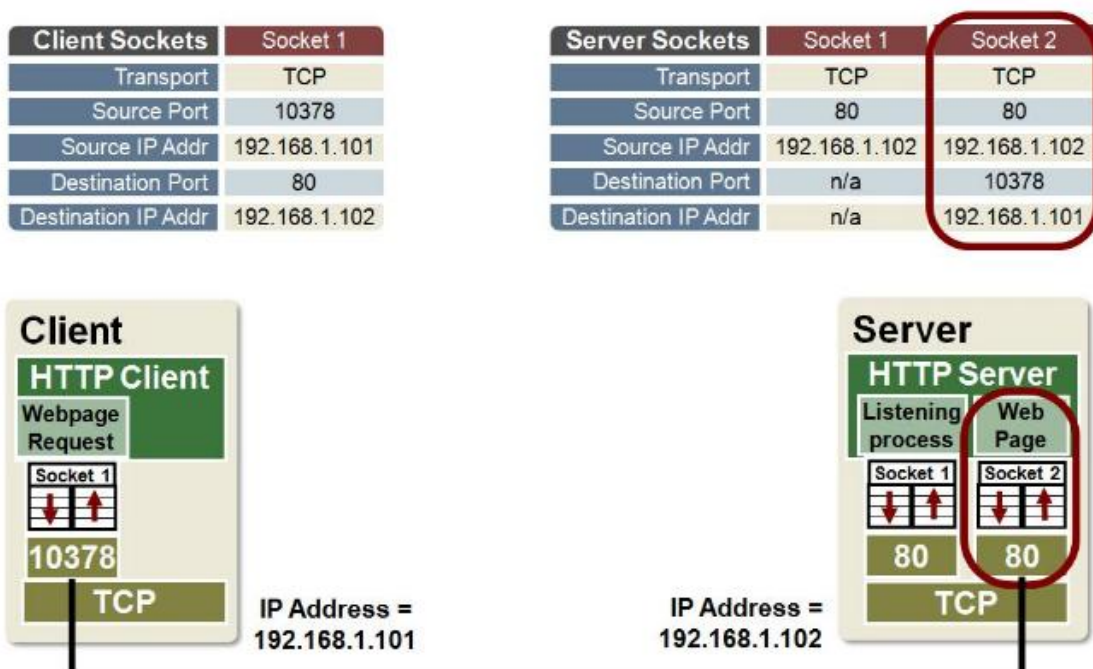 Client Sockets Socket 1
Transport TCP
Source Port 10378
Source IP Addr 192.168.1.101
Destination Port 80
Destination IP Addr 192.168.1.102
Server Sockets Socket 1 Socket 2
Transport TCP TCP
Source Port 80 80
Source IP Addr 192.168.1.102 192.168.1.102
Destination Port n/a 10378
Destination IP Addr n/a 192.168.1.101
Client
HTTP Client
Webpage
Request
Socket 1
10378
TCP
IP Address =
192.168.1.101
Server
HTTP Server
Listening Web
process Page
Socket 1 Socket 2
80 80
TCP
IP Address =
192.168.1.102